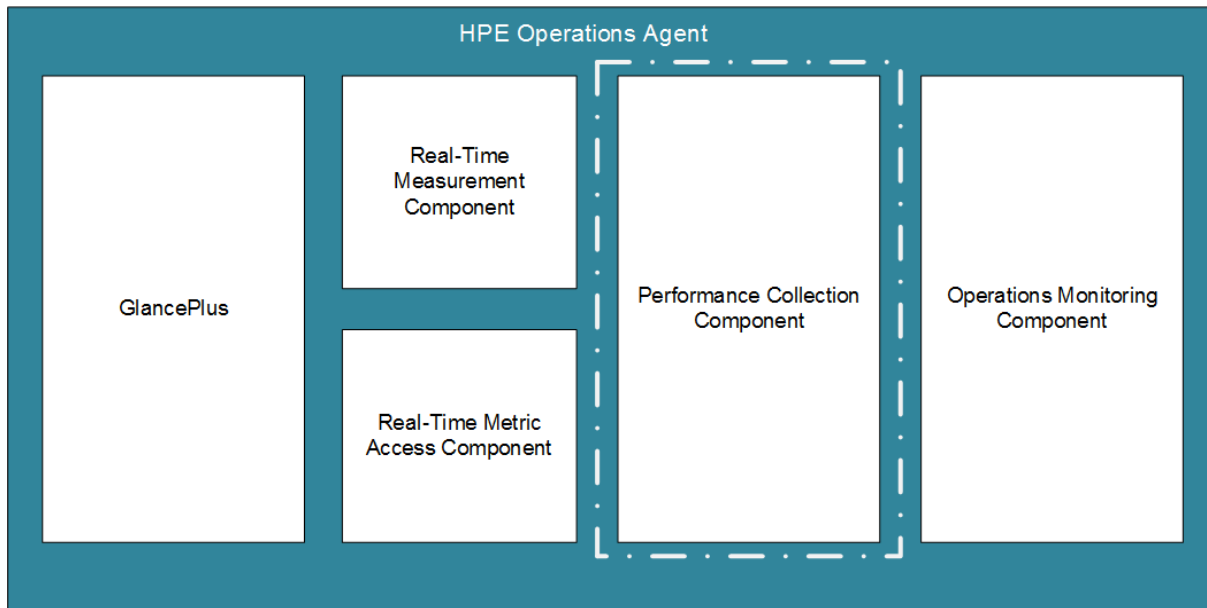 HPE Operations Agent
GlancePlus
Real-Time
Measurement
Component
Real-Time Metric
Access Component
Performance Collection
Component
Operations Monitoring
Component